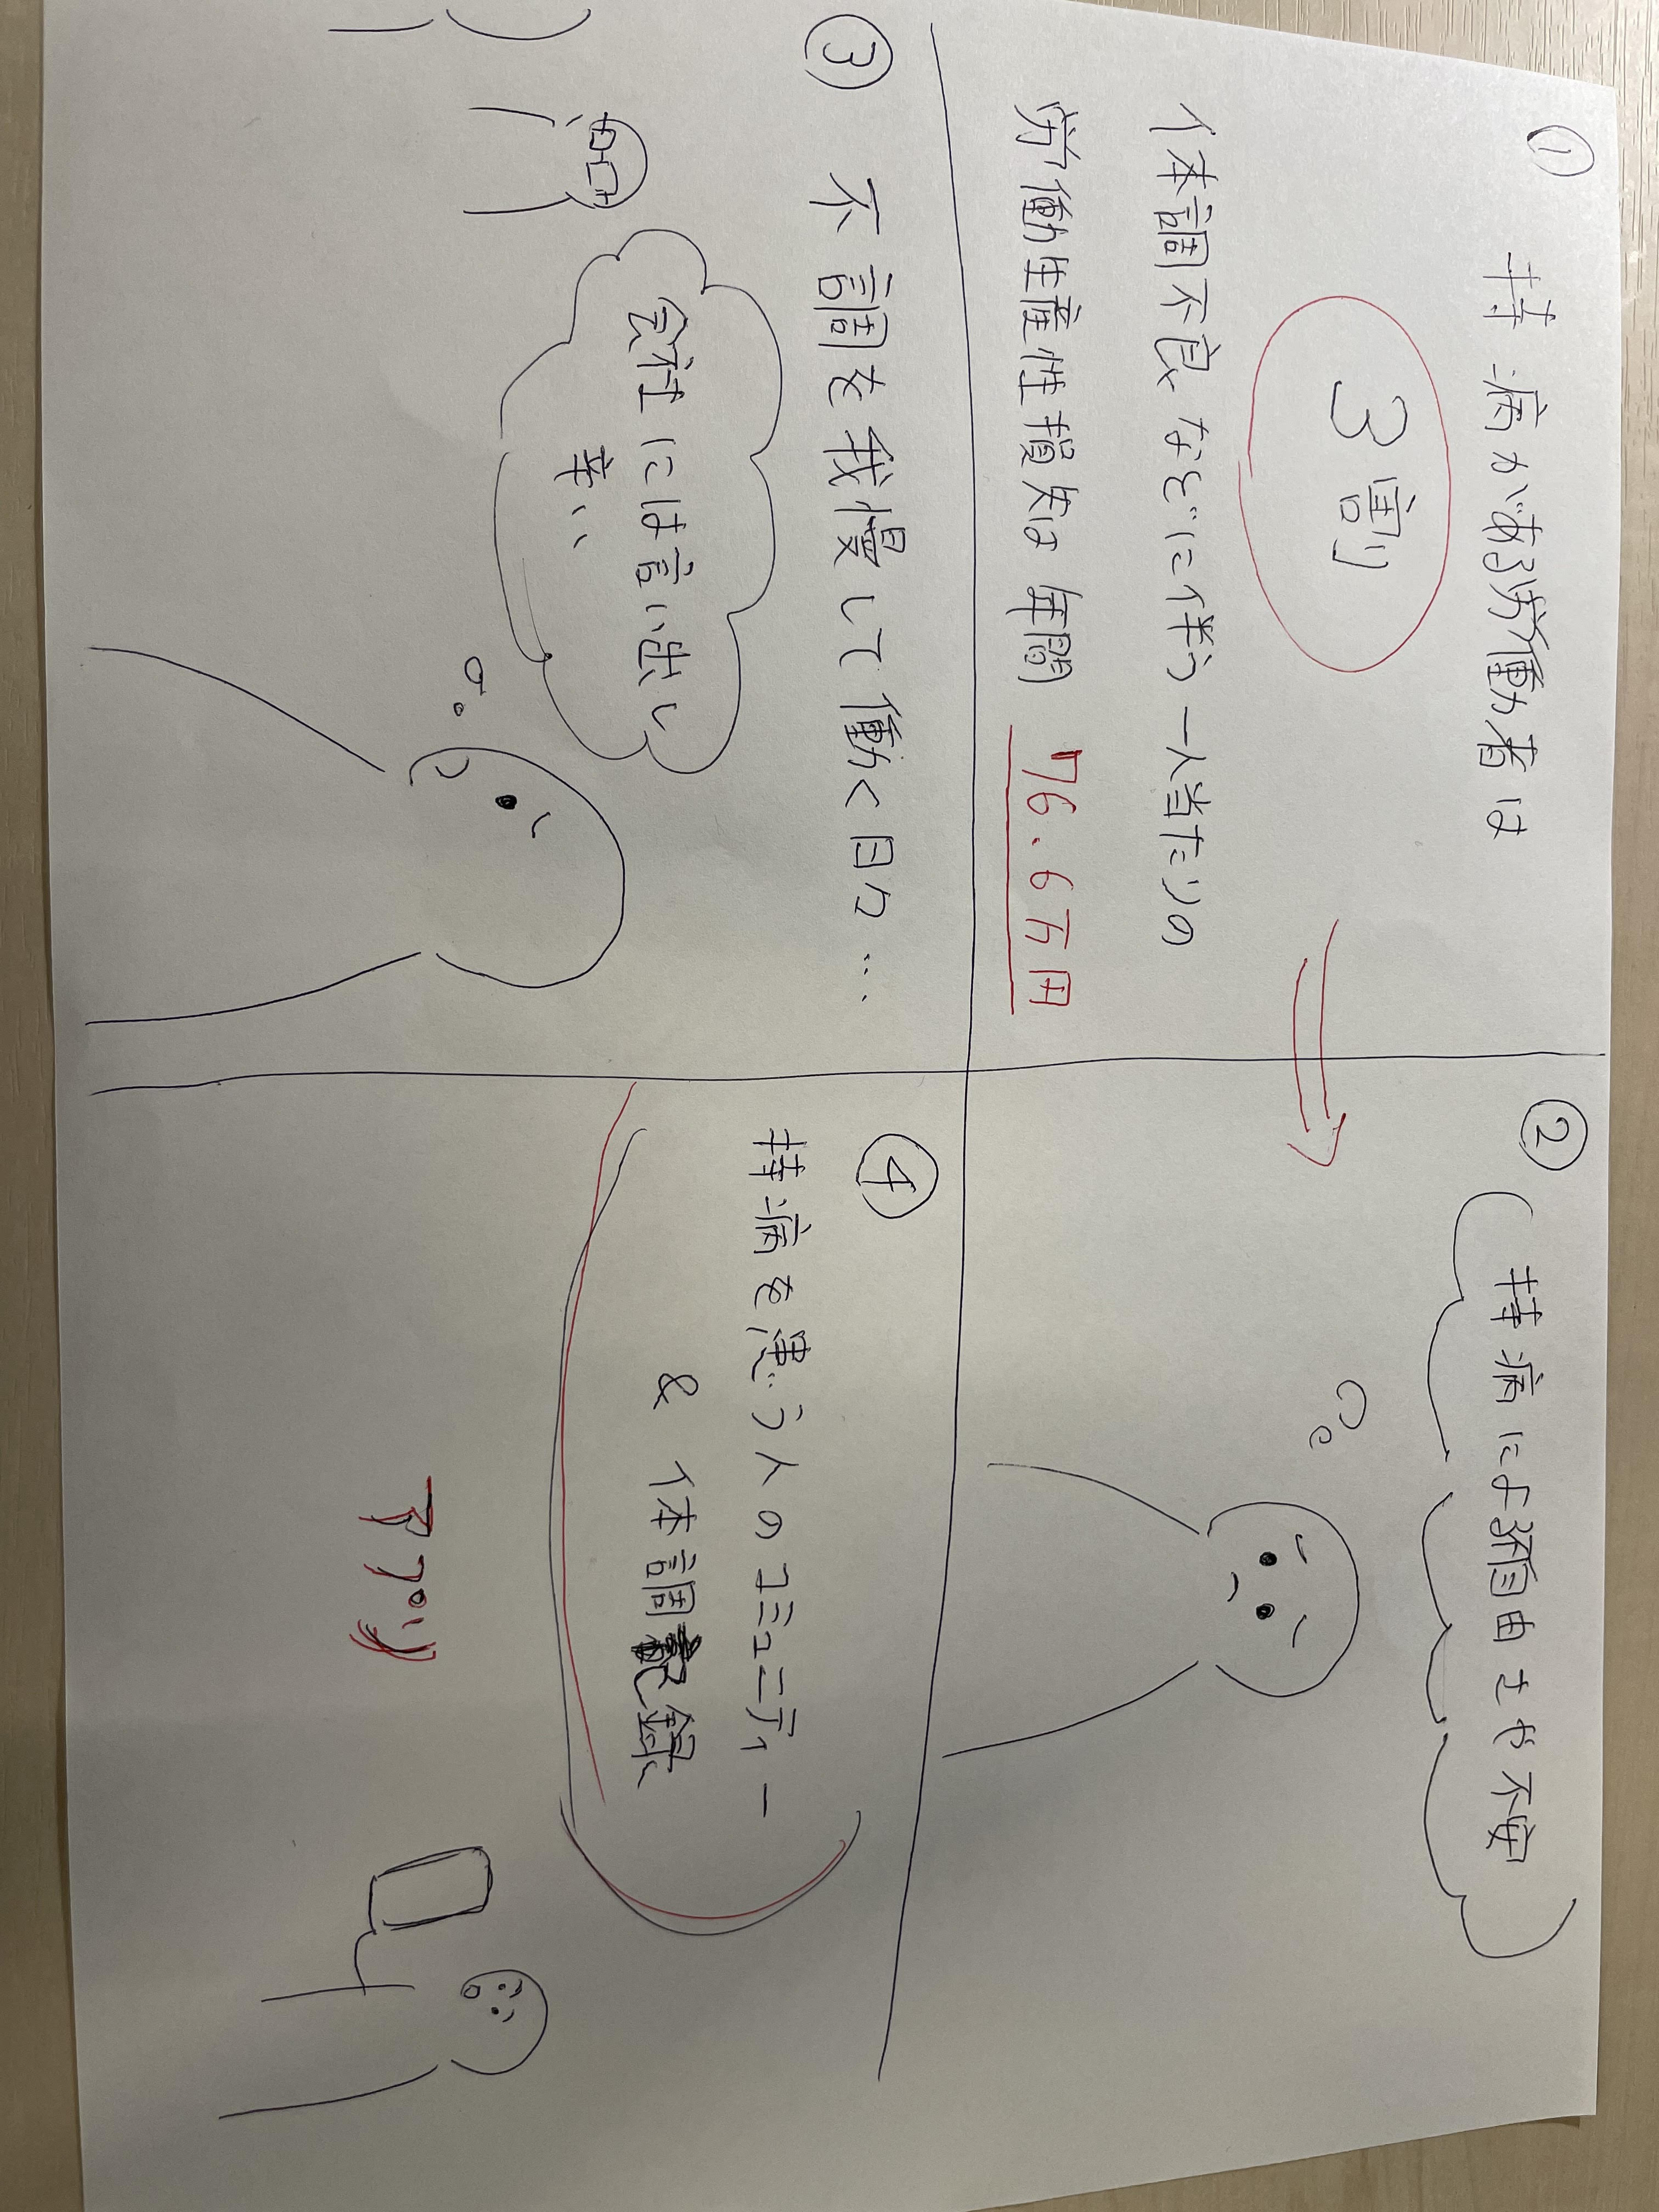 ①
持病がある労働者は
3割
体調不良などに伴う一人当たりの
労働生産性損失は年間 76.6万円
②
持病による不自由さや不安
③ 不調を我慢して働く日々…
会社には言い出し
辛い
④
持病を患う人のコミュニティー
& 体調記録
アプリ